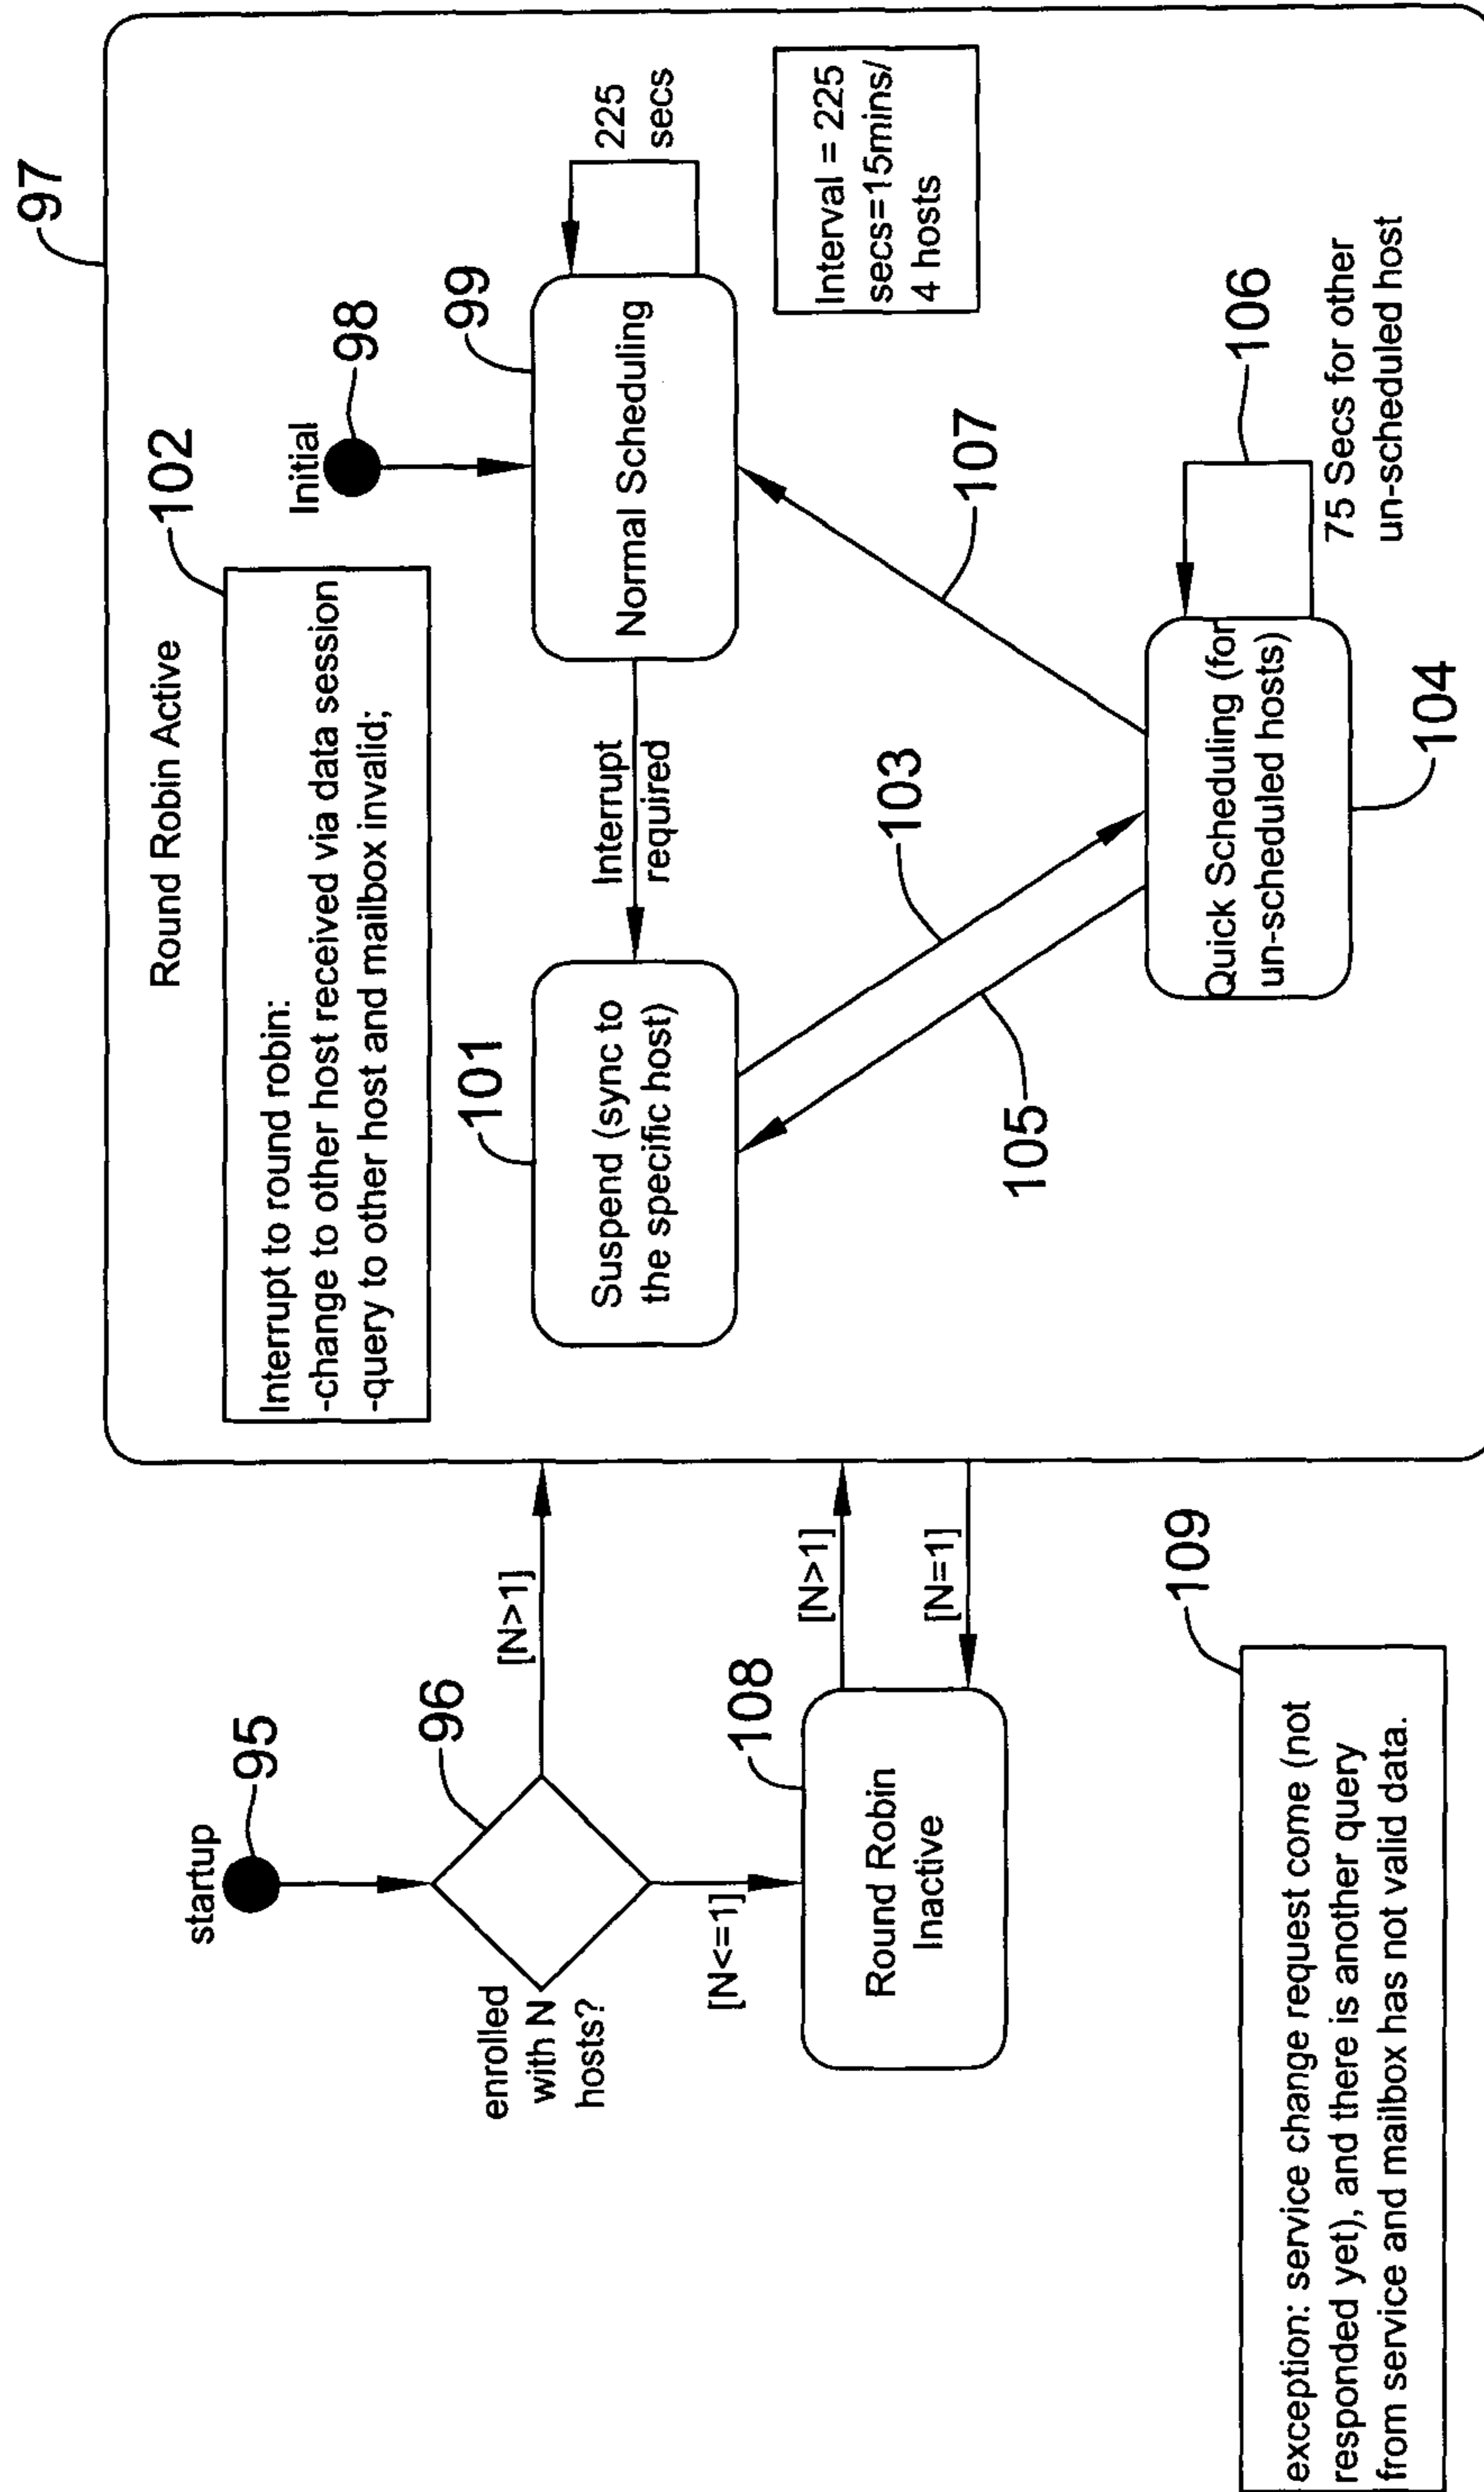 startup
95
96
enrolled
with N
hosts?
[N>1]
[N<=1]
108
Round Robin
Inactive
[N>1]
[N=1]
109
exception: service change request come (not
responded yet), and there is another query
from service and mailbox has not valid data.
97
Round Robin Active
102
Interrupt to round robin:
-change to other host received via data session
-query to other host and mailbox invalid;
Initial
98
99
Normal Scheduling
225
secs
Interrupt
required
101
Suspend (sync to
the specific host)
Interval = 225
secs=15mins/
4 hosts
103
105
107
Quick Scheduling (for
un-scheduled hosts)
104
106
75 Secs for other
un-scheduled host